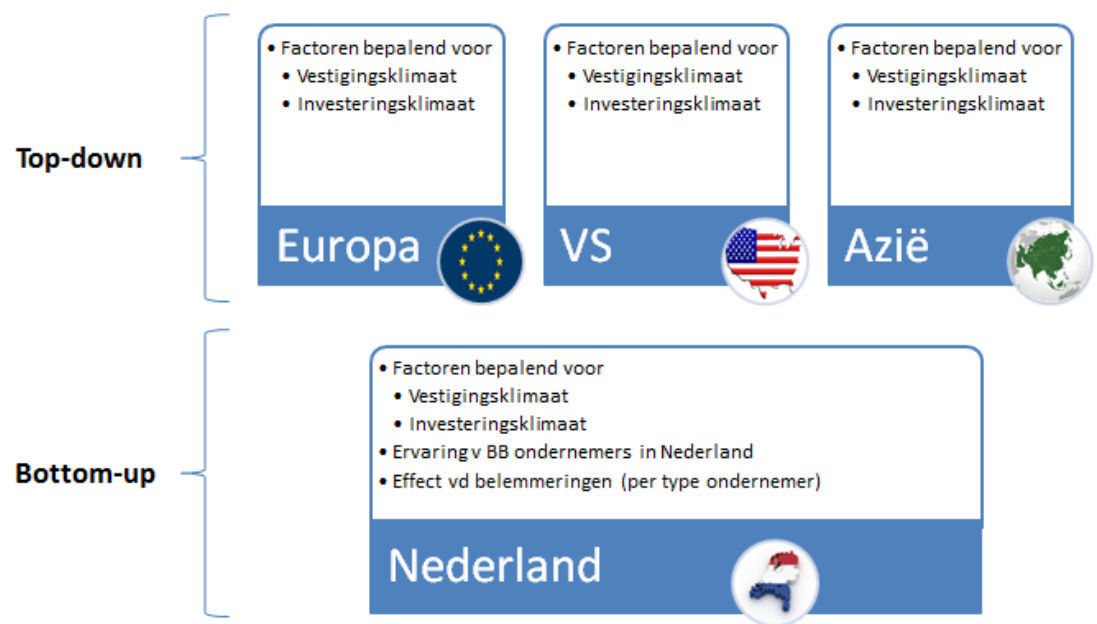 • Factoren bepalend voor
• Vestigingsklimaat
• Investeringsklimaat
• Factoren bepalend voor
• Vestigingsklimaat
• Investeringsklimaat
• Factoren bepalend voor
• Vestigingsklimaat
• Investeringsklimaat
Top-down
Europa
VS
Azië
• Factoren bepalend voor
• Vestigingsklimaat
• Investeringsklimaat
• Ervaring v BB ondernemers in Nederland
• Effect vd belemmeringen (per type ondernemer)
Bottom-up
Nederland